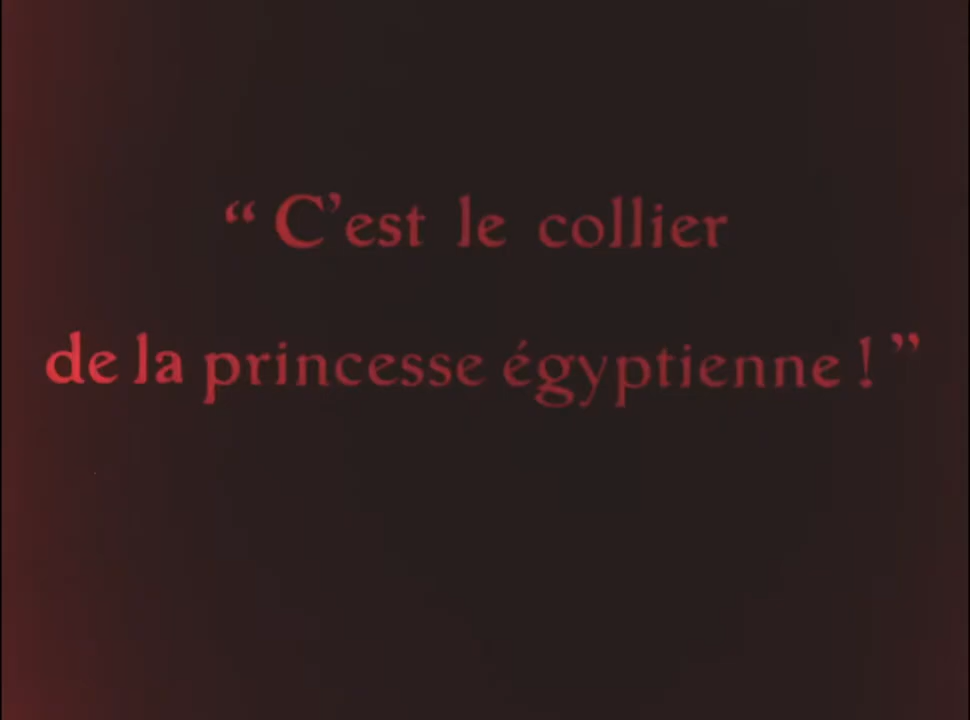 “ C’est le collier
de la princesse égyptienne ! ”